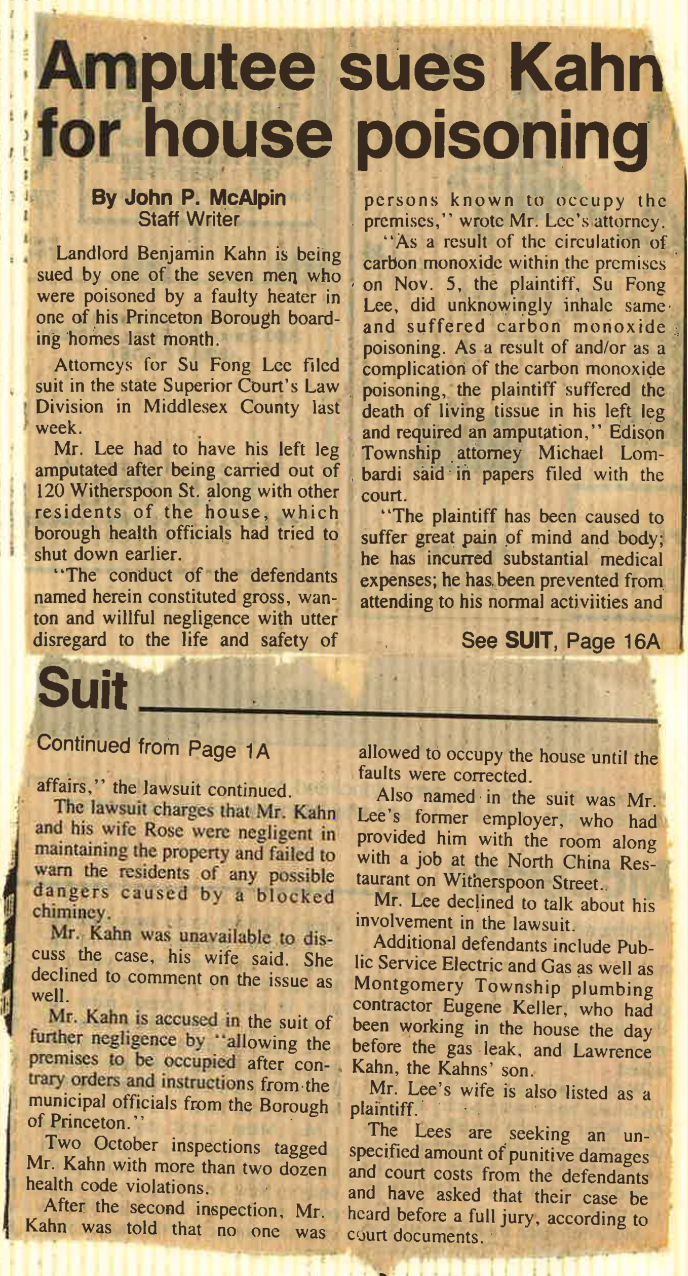 Amputee sues Kahn
for house poisoning
By John P. McAlpin
Staff Writer
Landlord Benjamin Kahn is being
sued by one of the seven men who
were poisoned by a faulty heater in
one of his Princeton Borough board-
ing homes last month.
Attorneys for Su Fong Lee filed
suit in the state Superior Court's Law
Division in Middlesex County last
week.
Mr. Lee had to have his left leg
amputated after being carried out of
120 Witherspoon St. along with other
residents of the house, which
borough health officials had tried to
shut down earlier.
"The conduct of the defendants
named herein constituted gross, wan-
ton and willful negligence with utter
disregard to the life and safety of
persons known to occupy the
premises," wrote Mr. Lee's attorney.
"As a result of the circulation of
carbon monoxide within the premises
on Nov. 5, the plaintiff, Su Fong
Lee, did unknowingly inhale same
and suffered carbon monoxide
poisoning. As a result of and/or as a
complication of the carbon monoxide
poisoning, the plaintiff suffered the
death of living tissue in his left leg
and required an amputation," Edison
Township attorney Michael Lom-
bardi said in papers filed with the
court.
"The plaintiff has been caused to
suffer great pain of mind and body;
he has incurred substantial medical
expenses; he has been prevented from
attending to his normal activiities and
See SUIT, Page 16A
Suit
Continued from Page 1A
affairs," the lawsuit continued.
The lawsuit charges that Mr. Kahn
and his wife Rose were negligent in
maintaining the property and failed to
warn the residents of any possible
dangers caused by a blocked
chiminey.
Mr. Kahn was unavailable to dis-
cuss the case, his wife said. She
declined to comment on the issue as
well.
Mr. Kahn is accused in the suit of
further negligence by "allowing the
premises to be occupied after con-
trary orders and instructions from the
municipal officials from the Borough
of Princeton."
Two October inspections tagged
Mr. Kahn with more than two dozen
health code violations.
After the second inspection, Mr.
Kahn was told that no one was
allowed to occupy the house until the
faults were corrected.
Also named in the suit was Mr.
Lee's former employer, who had
provided him with the room along
with a job at the North China Res-
taurant on Witherspoon Street.
Mr. Lee declined to talk about his
involvement in the lawsuit.
Additional defendants include Pub-
lic Service Electric and Gas as well as
Montgomery Township plumbing
contractor Eugene Keller, who had
been working in the house the day
before the gas leak, and Lawrence
Kahn, the Kahns' son.
Mr. Lee's wife is also listed as a
plaintiff.
The Lees are seeking an un-
specified amount of punitive damages
and court costs from the defendants
and have asked that their case be
heard before a full jury, according to
court documents.